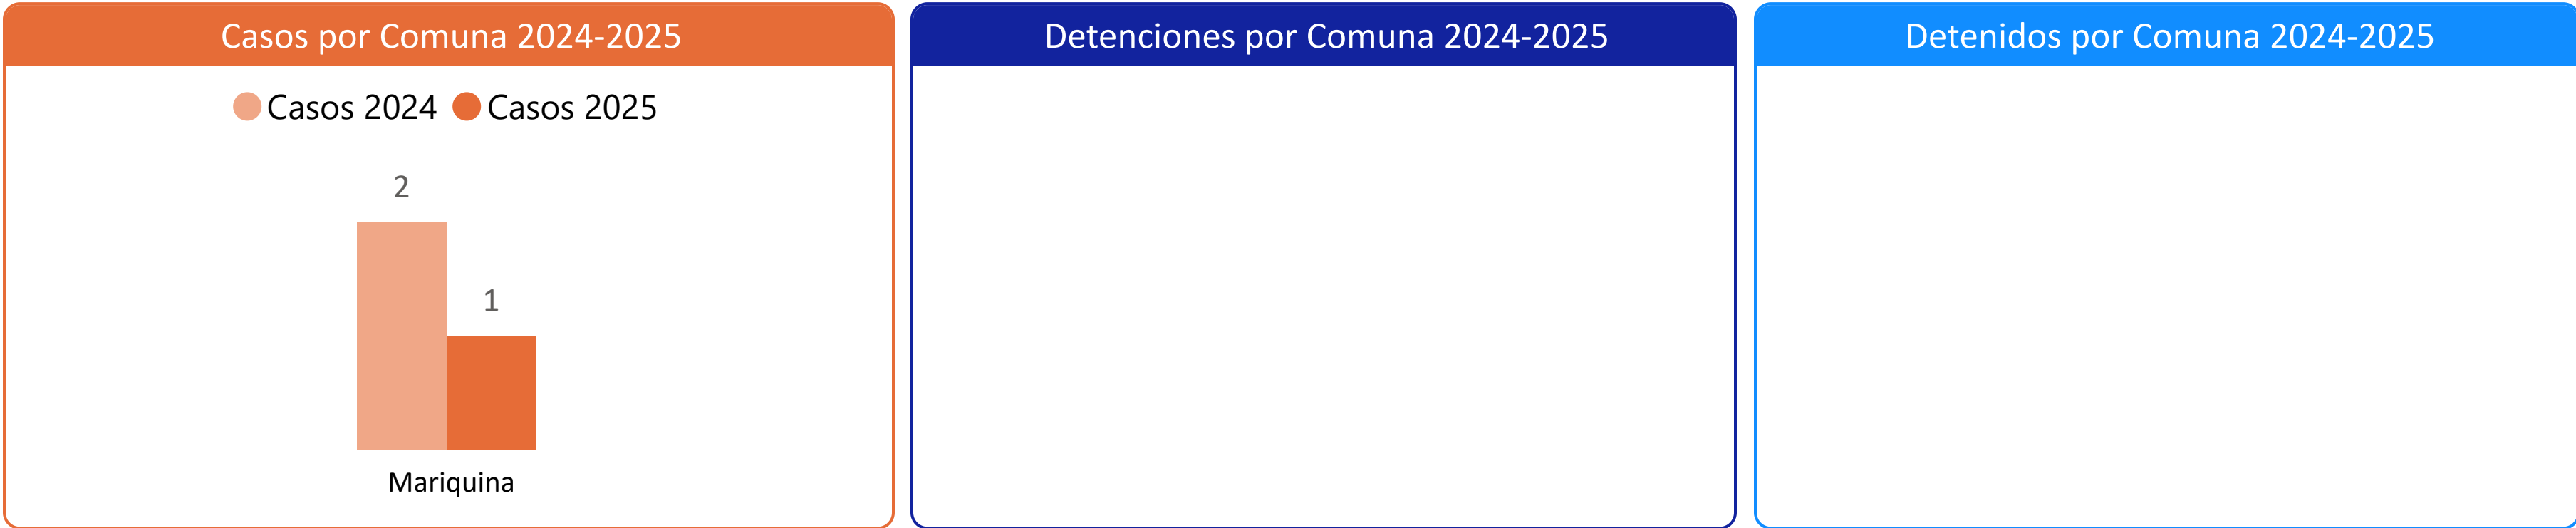 Casos por Comuna 2024-2025
Casos 2024 Casos 2025
2
1
Mariquina
Detenciones por Comuna 2024-2025
Detenidos por Comuna 2024-2025